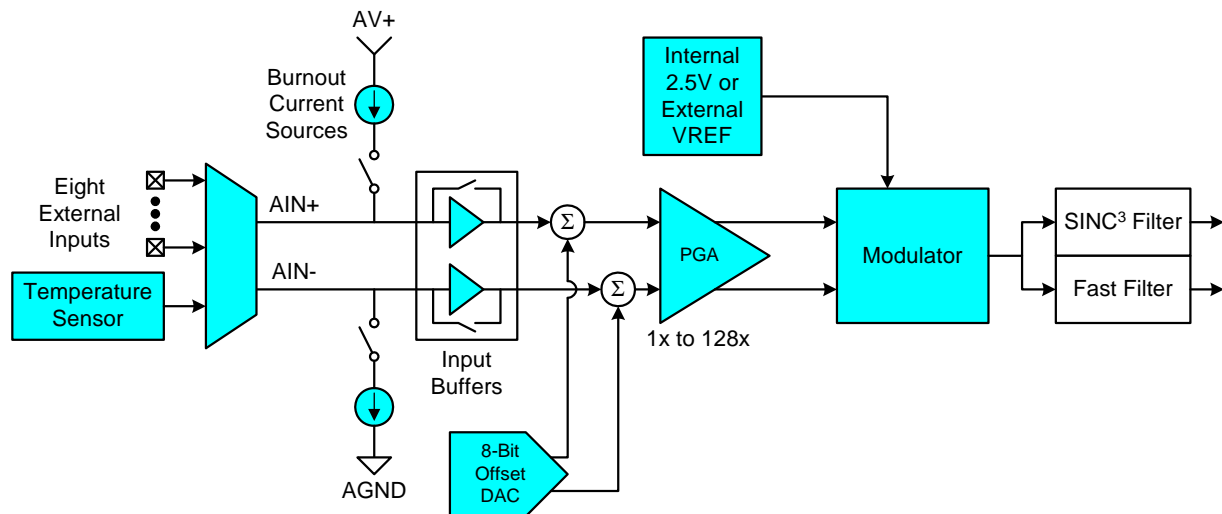 AV+
Burnout
Current
Sources
Internal
2.5V or
External
VREF
Eight
External
Inputs
AIN+
AIN-
Temperature
Sensor
Σ
Σ
PGA
1x to 128x
Modulator
SINC³ Filter
Fast Filter
Input
Buffers
8-Bit
Offset
DAC
AGND